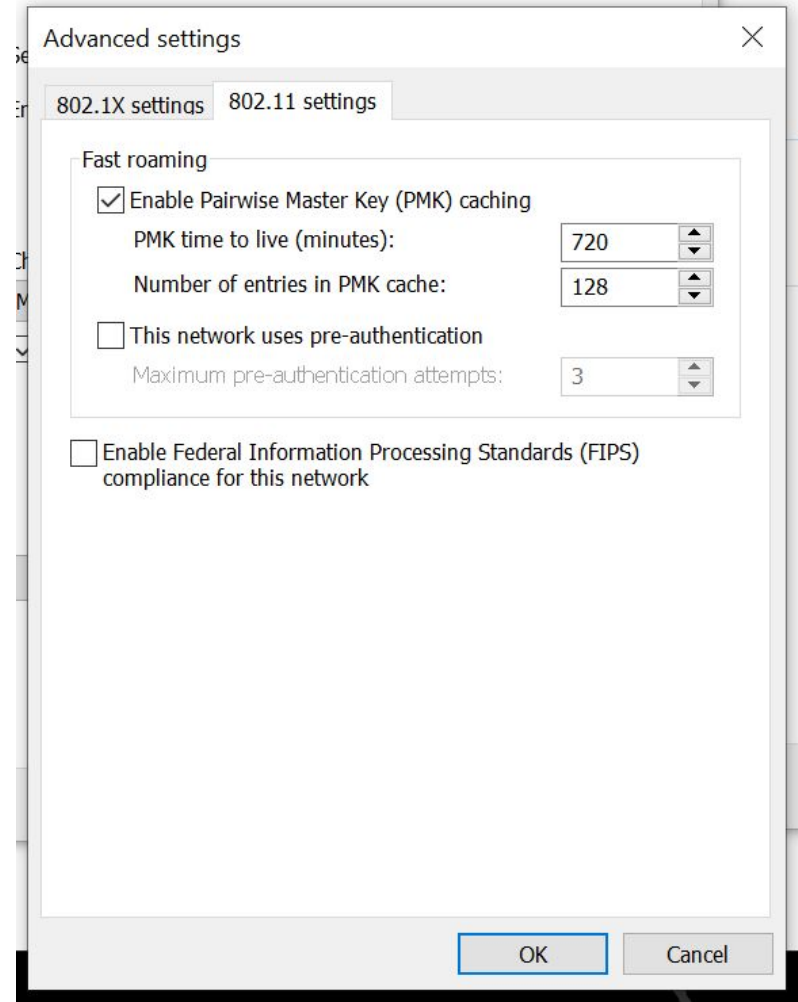 Advanced settings
802.1X settings
802.11 settings
Fast roaming
Enable Pairwise Master Key (PMK) caching
PMK time to live (minutes):
720
Number of entries in PMK cache:
128
This network uses pre-authentication
Maximum pre-authentication attempts:
3
Enable Federal Information Processing Standards (FIPS)
compliance for this network
OK
Cancel